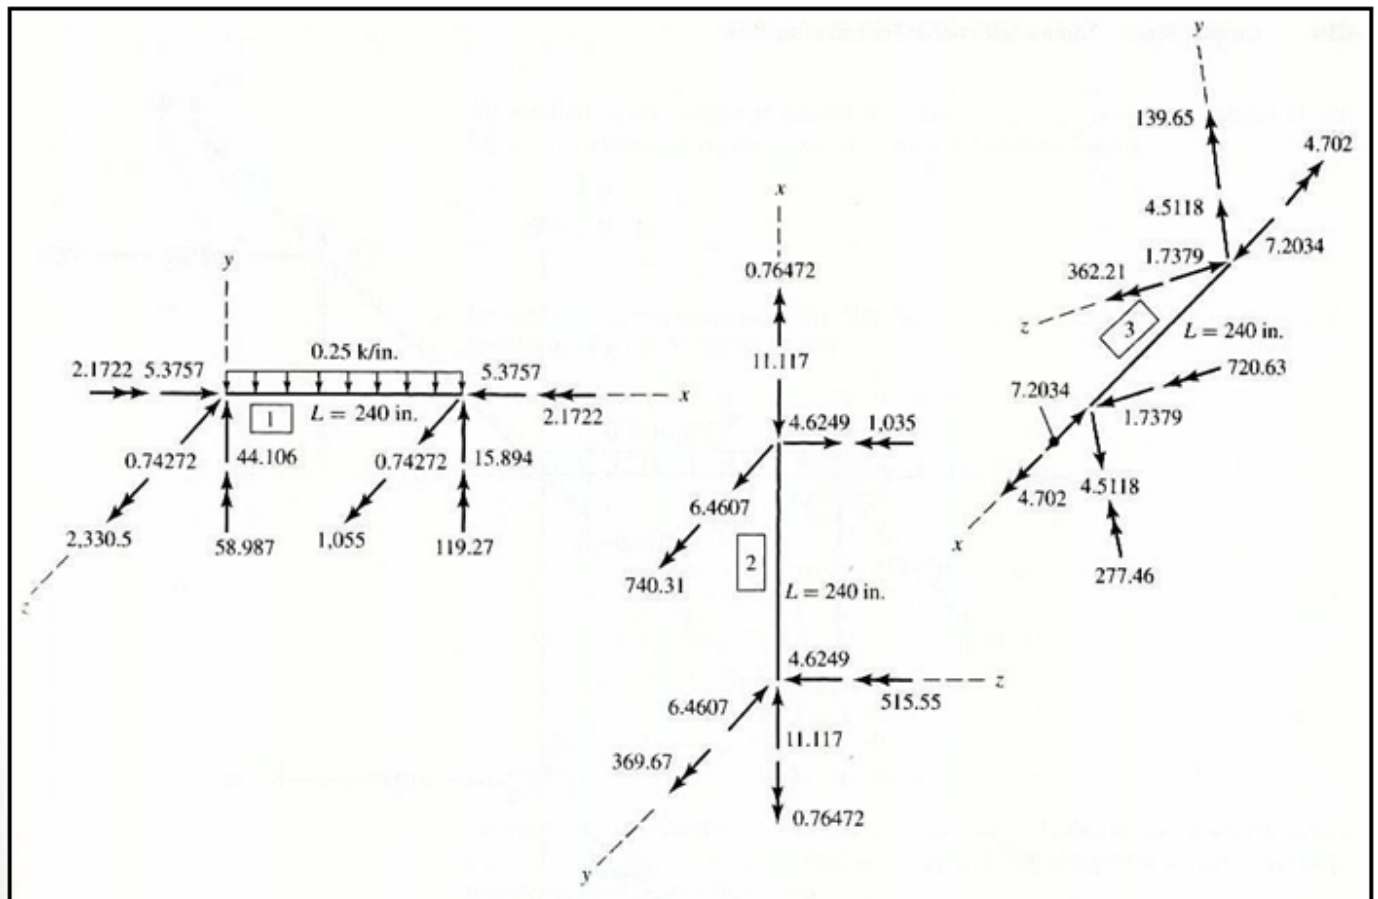 y
139.65
4.702
x
4.5118
0.76472
1.7379
7.2034
362.21
y
z
3
L = 240 in.
0.25 k/in.
11.117
2.1722 5.3757
5.3757
720.63
x
7.2034
1
L = 240 in.
2.1722
4.6249 1,035
1.7379
0.74272
44.106
0.74272
15.894
4.702
4.5118
6.4607
2,330.5
58.987
1,055
119.27
x
2
740.31
L = 240 in.
277.46
z
4.6249
z
6.4607
515.55
11.117
369.67
0.76472
y